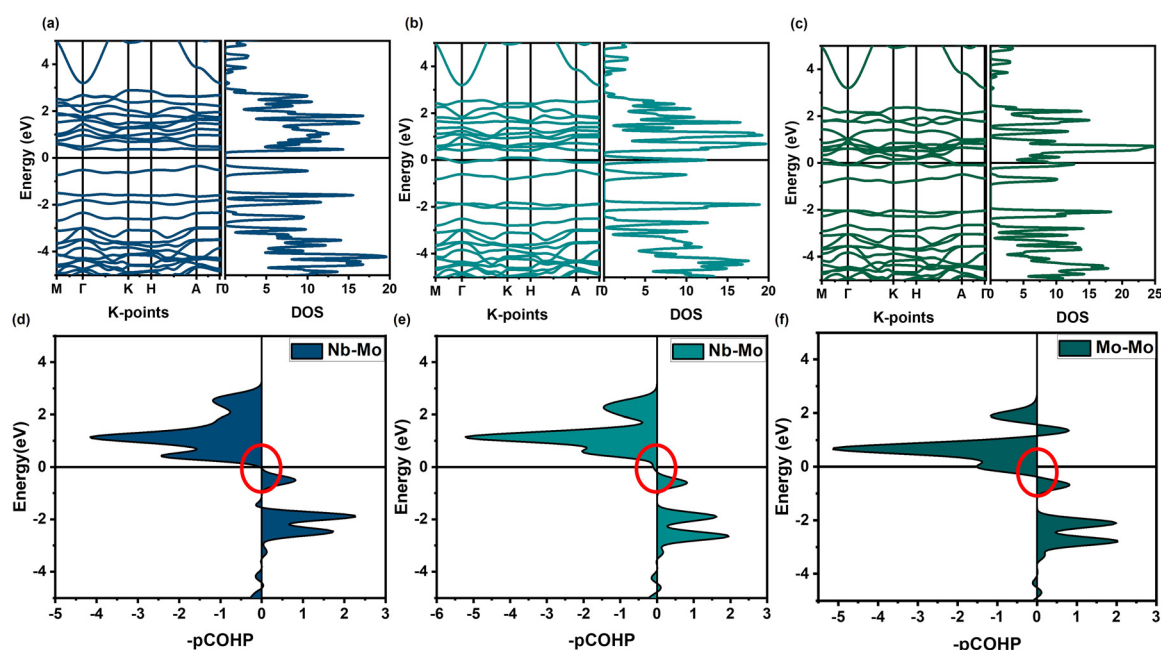 (a)
Energy (eV)
4
2
0
-2
-4
M Γ K H A Γ
0 5 10 15 20
K-points
DOS
(b)
Energy (eV)
4
2
0
-2
-4
M Γ K H A Γ
0 5 10 15 20
K-points
DOS
(c)
Energy (eV)
4
2
0
-2
-4
M Γ K H A Γ
0 5 10 15 20 25
K-points
DOS
(d)
Nb-Mo
Energy(eV)
4
2
0
-2
-4
-5 -4 -3 -2 -1 0 1 2 3
-pCOHP
(e)
Nb-Mo
Energy (eV)
4
2
0
-2
-4
-6 -5 -4 -3 -2 -1 0 1 2 3
-pCOHP
(f)
Mo-Mo
Energy (eV)
4
2
0
-2
-4
-5 -4 -3 -2 -1 0 1 2 3
-pCOHP